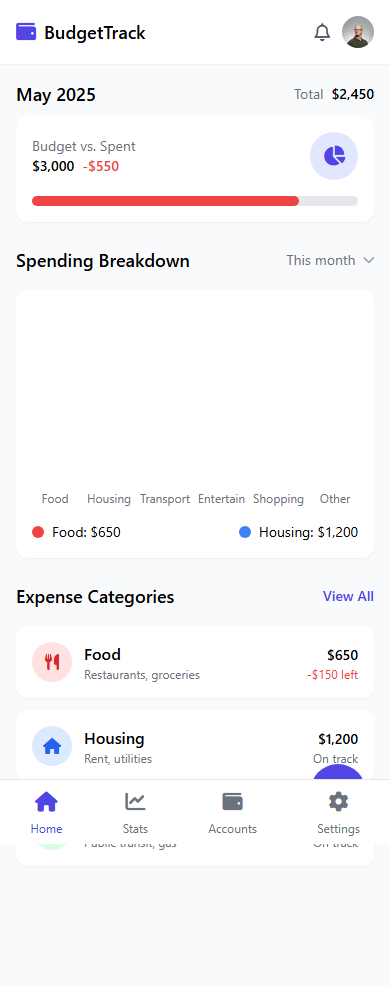 BudgetTrack
May 2025
Total $2,450
Budget vs. Spent
$3,000 -$550
Spending Breakdown
This month
Food Housing Transport Entertain Shopping Other
Food: $650
Housing: $1,200
Expense Categories
View All
Food
$650
Restaurants, groceries
-$150 left
Housing
$1,200
Rent, utilities
On track
Home Stats Accounts Settings
Public transit, gas
On track